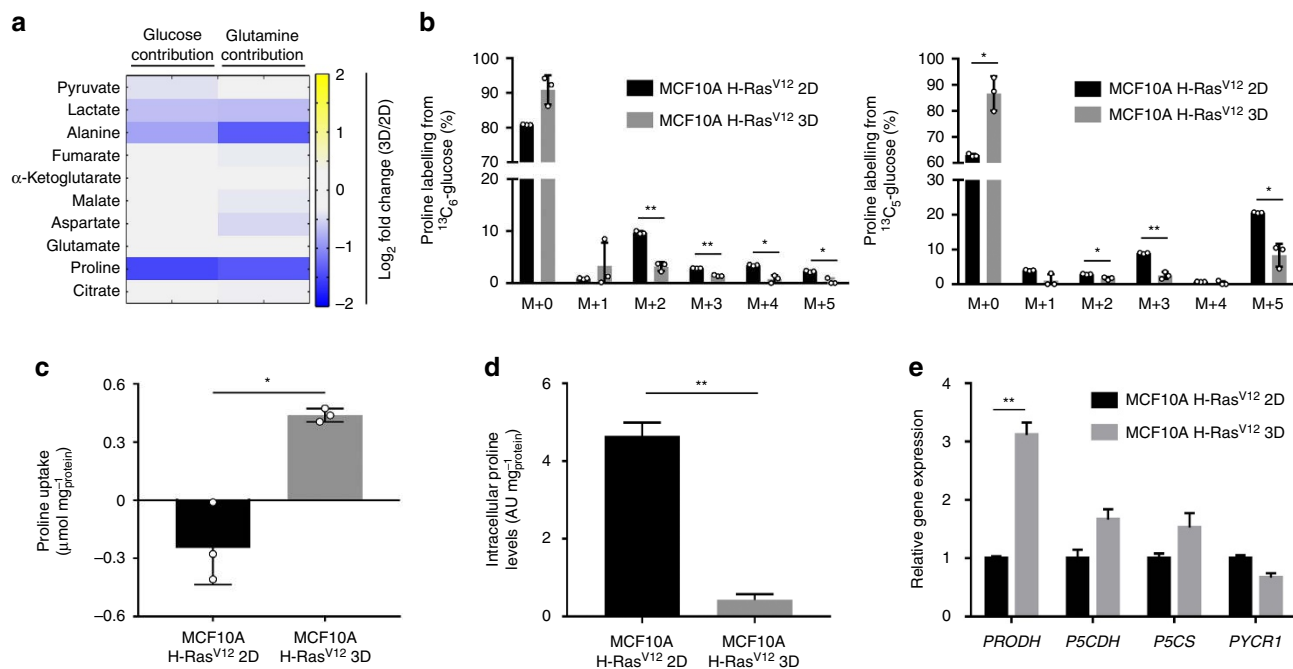 a
Glucose contribution
Glutamine contribution
Pyruvate
Lactate
Alanine
Fumarate
α-Ketoglutarate
Malate
Aspartate
Glutamate
Proline
Citrate
2
1
0
−1
−2
Log2 fold change (3D/2D)
b
Proline labelling from
13C6-glucose (%)
100
90
80
70
10
5
0
MCF10A H-RasV12 2D
MCF10A H-RasV12 3D
**
**
*
*
M+0 M+1 M+2 M+3 M+4 M+5
Proline labelling from
13C5-glucose (%)
100
90
80
70
60
30
20
10
0
*
MCF10A H-RasV12 2D
MCF10A H-RasV12 3D
*
**
*
M+0 M+1 M+2 M+3 M+4 M+5
c
Proline uptake
(μmol mg−1protein)
0.6
0.3
0
−0.3
−0.6
*
MCF10A
H-RasV12 2D
MCF10A
H-RasV12 3D
d
Intracellular proline
levels (AU mg−1protein)
6
4
2
0
**
MCF10A
H-RasV12 2D
MCF10A
H-RasV12 3D
e
Relative gene expression
4
3
2
1
0
**
MCF10A H-RasV12 2D
MCF10A H-RasV12 3D
PRODH P5CDH P5CS PYCR1